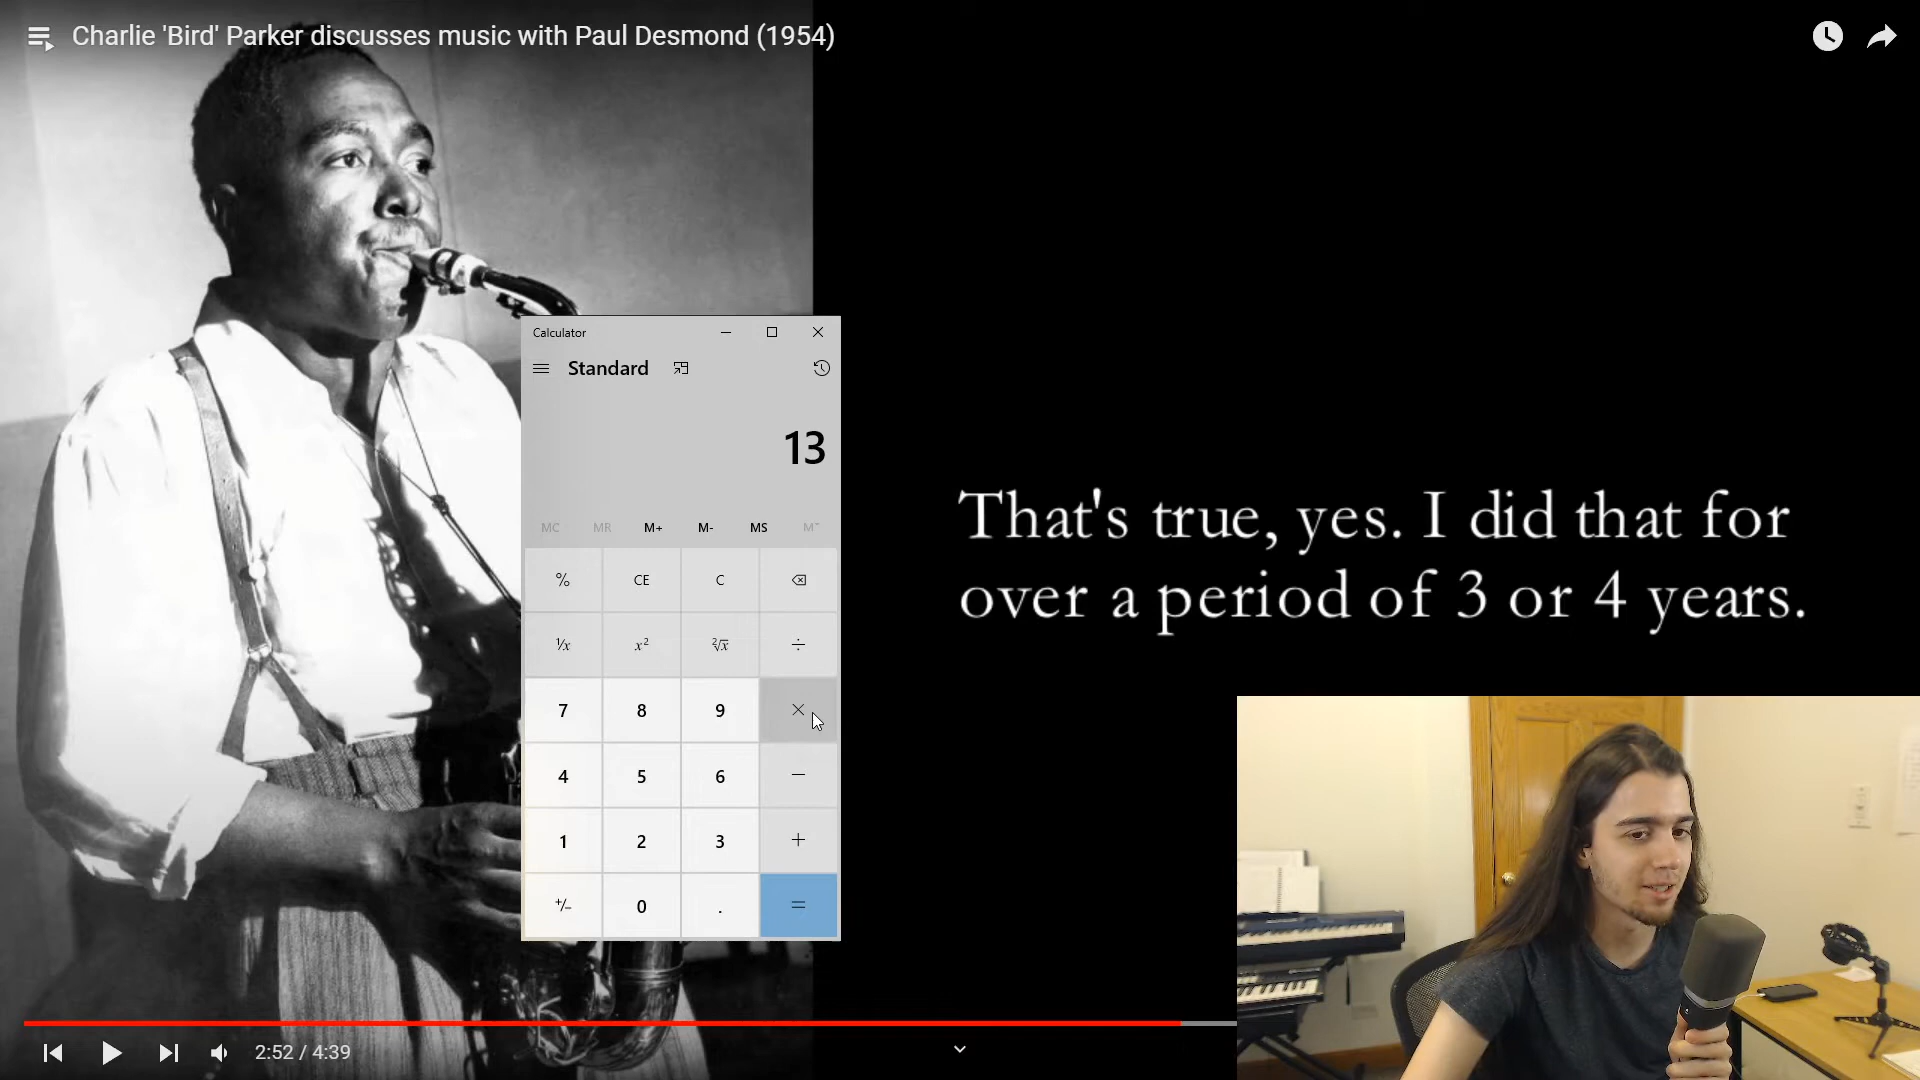 Charlie 'Bird' Parker discusses music with Paul Desmond (1954)
Calculator
Standard
13
MC MR M+ M- MS M˅
% CE C
⅟x x² ²√x ÷
7 8 9 ×
4 5 6 −
1 2 3 +
+/− 0 . =
That's true, yes. I did that for
over a period of 3 or 4 years.
2:52 / 4:39